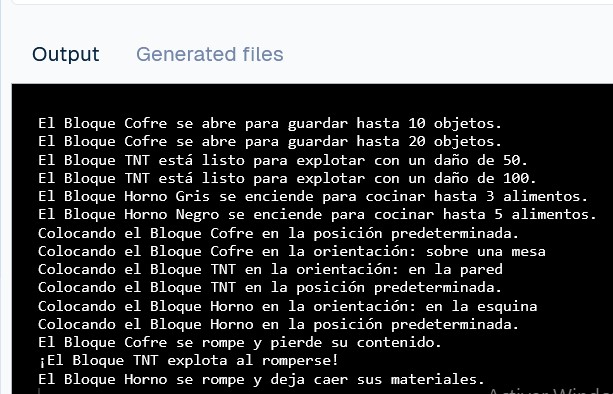 Output Generated files
El Bloque Cofre se abre para guardar hasta 10 objetos.
El Bloque Cofre se abre para guardar hasta 20 objetos.
El Bloque TNT está listo para explotar con un daño de 50.
El Bloque TNT está listo para explotar con un daño de 100.
El Bloque Horno Gris se enciende para cocinar hasta 3 alimentos.
El Bloque Horno Negro se enciende para cocinar hasta 5 alimentos.
Colocando el Bloque Cofre en la posición predeterminada.
Colocando el Bloque Cofre en la orientación: sobre una mesa
Colocando el Bloque TNT en la orientación: en la pared
Colocando el Bloque TNT en la posición predeterminada.
Colocando el Bloque Horno en la orientación: en la esquina
Colocando el Bloque Horno en la posición predeterminada.
El Bloque Cofre se rompe y pierde su contenido.
¡El Bloque TNT explota al romperse!
El Bloque Horno se rompe y deja caer sus materiales.